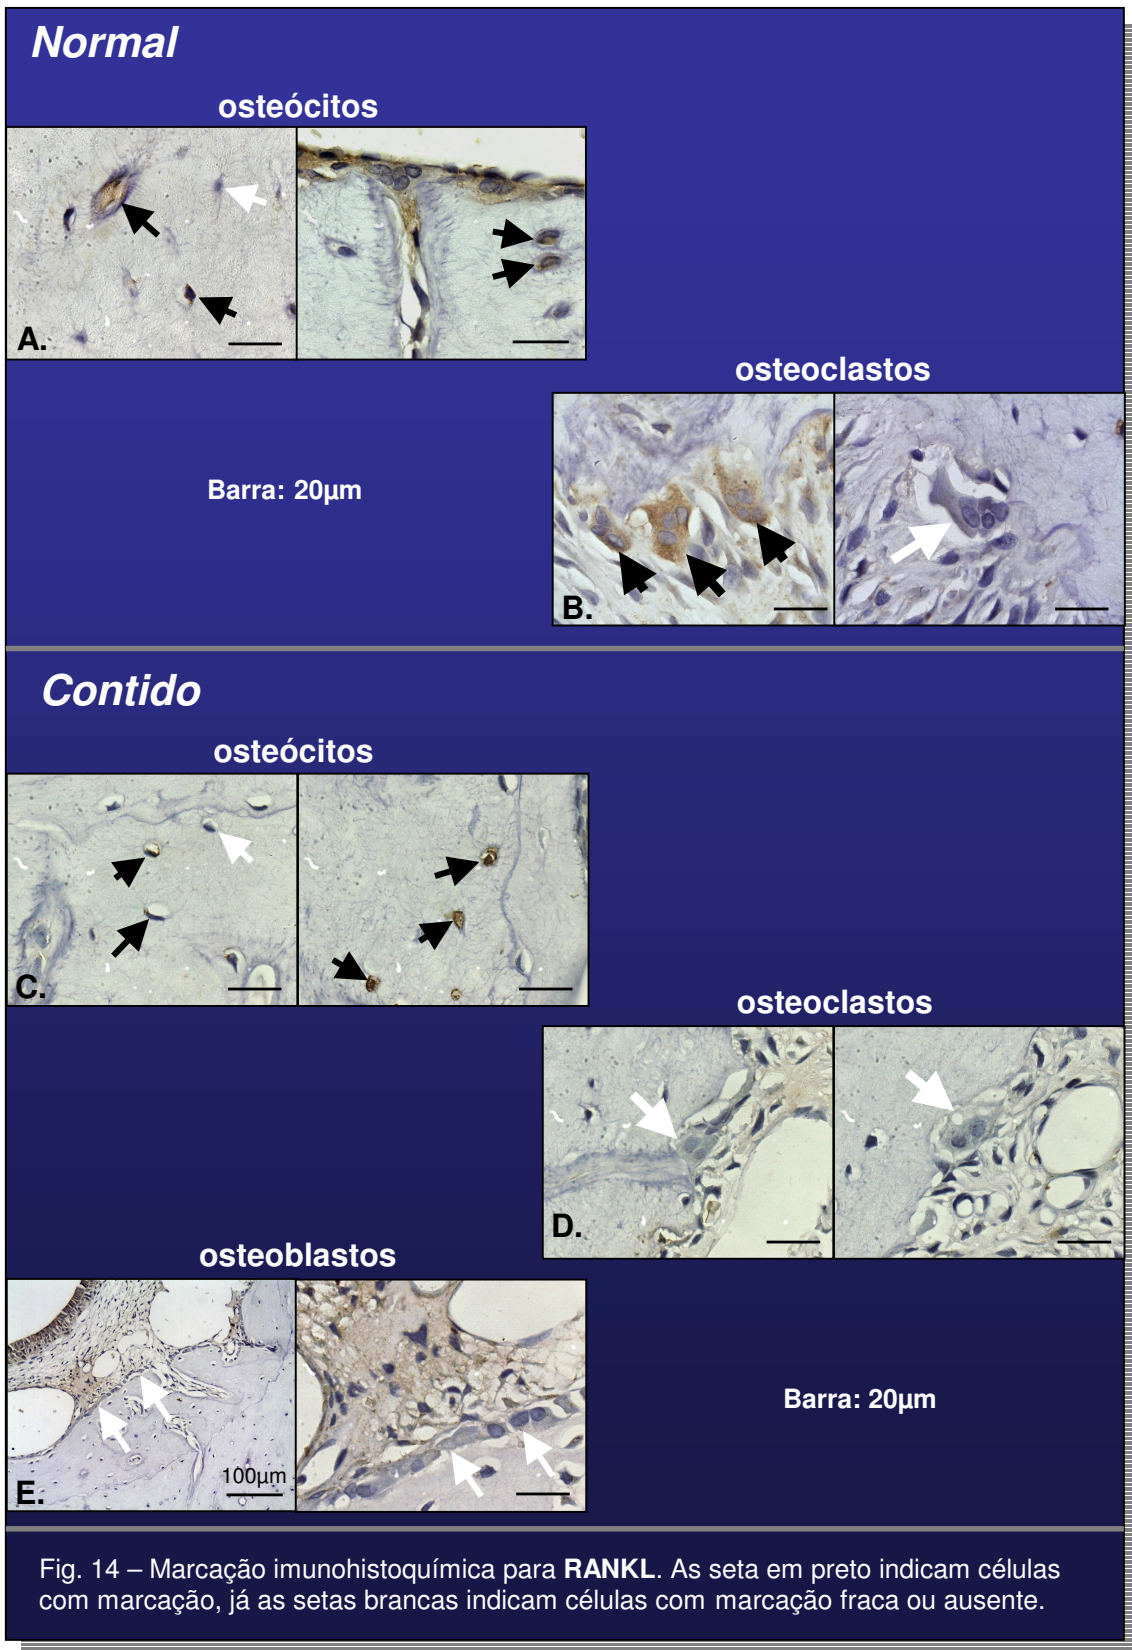 Normal
osteócitos
A.
osteoclastos
Barra: 20µm
B.
Contido
osteócitos
C.
osteoclastos
D.
osteoblastos
100µm
E.
Barra: 20µm
Fig. 14 – Marcação imunohistoquímica para RANKL. As seta em preto indicam células
com marcação, já as setas brancas indicam células com marcação fraca ou ausente.